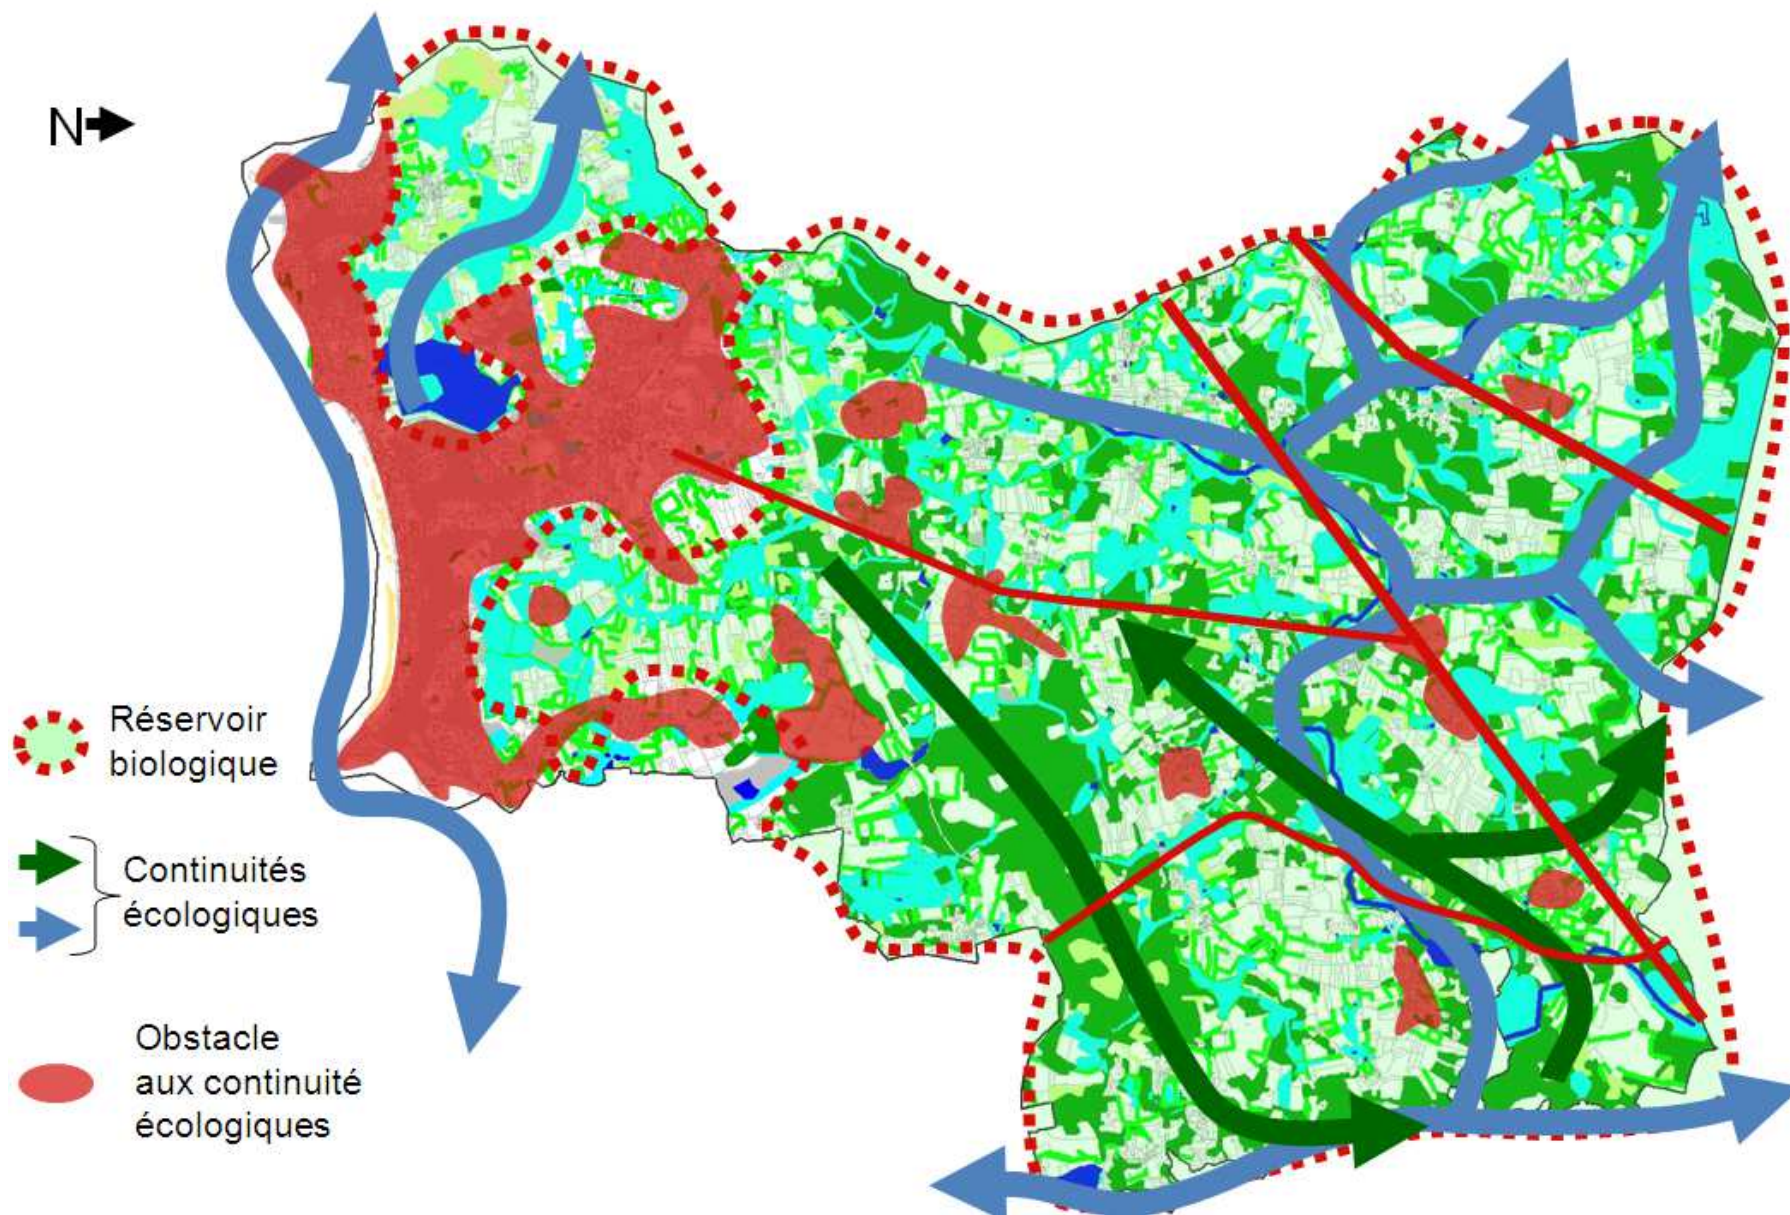 N
Réservoir
biologique
Continuités
écologiques
Obstacle
aux continuité
écologiques